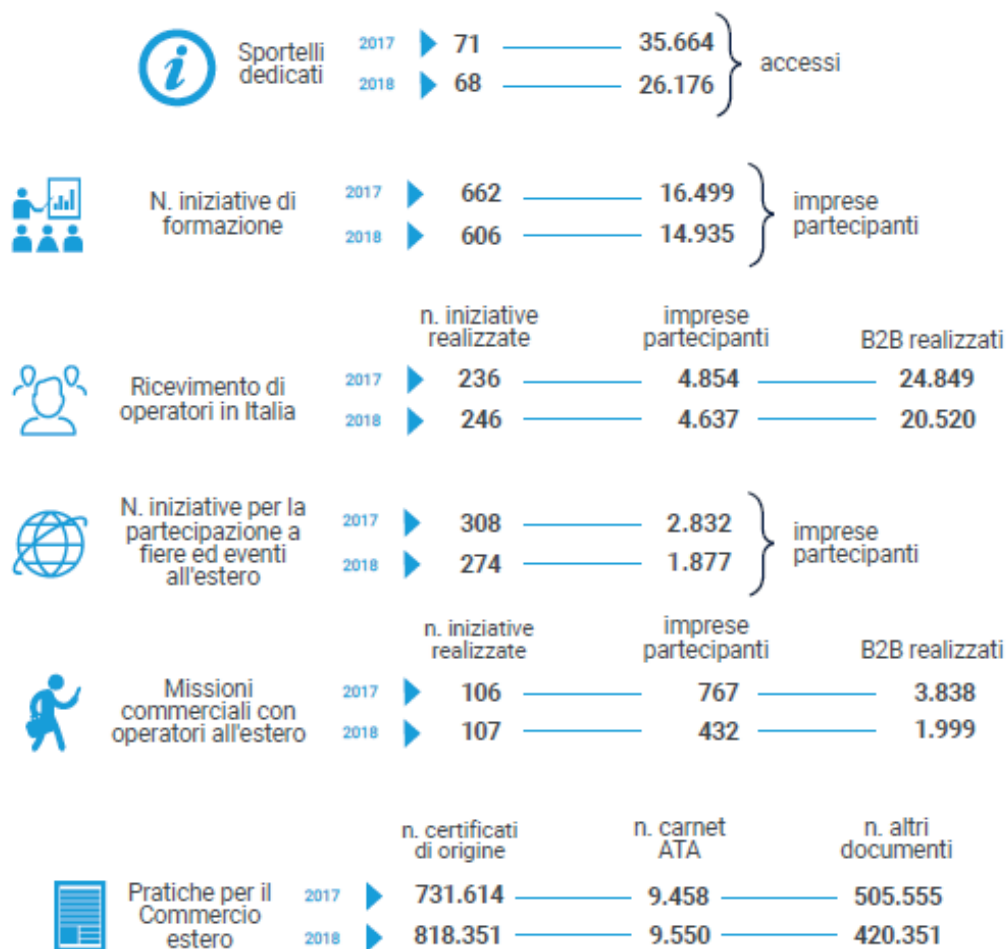 Sportelli dedicati
2017 71 35.664
2018 68 26.176
accessi
N. iniziative di
formazione
2017 662 16.499
2018 606 14.935
imprese
partecipanti
n. iniziative
realizzate
imprese
partecipanti
B2B realizzati
Ricevimento di
operatori in Italia
2017 236 4.854 24.849
2018 246 4.637 20.520
N. iniziative per la
partecipazione a
fiere ed eventi
all'estero
2017 308 2.832
2018 274 1.877
imprese
partecipanti
n. iniziative
realizzate
imprese
partecipanti
B2B realizzati
Missioni
commerciali con
operatori all'estero
2017 106 767 3.838
2018 107 432 1.999
n. certificati
di origine
n. carnet
ATA
n. altri
documenti
Pratiche per il
Commercio
estero
2017 731.614 9.458 505.555
2018 818.351 9.550 420.351